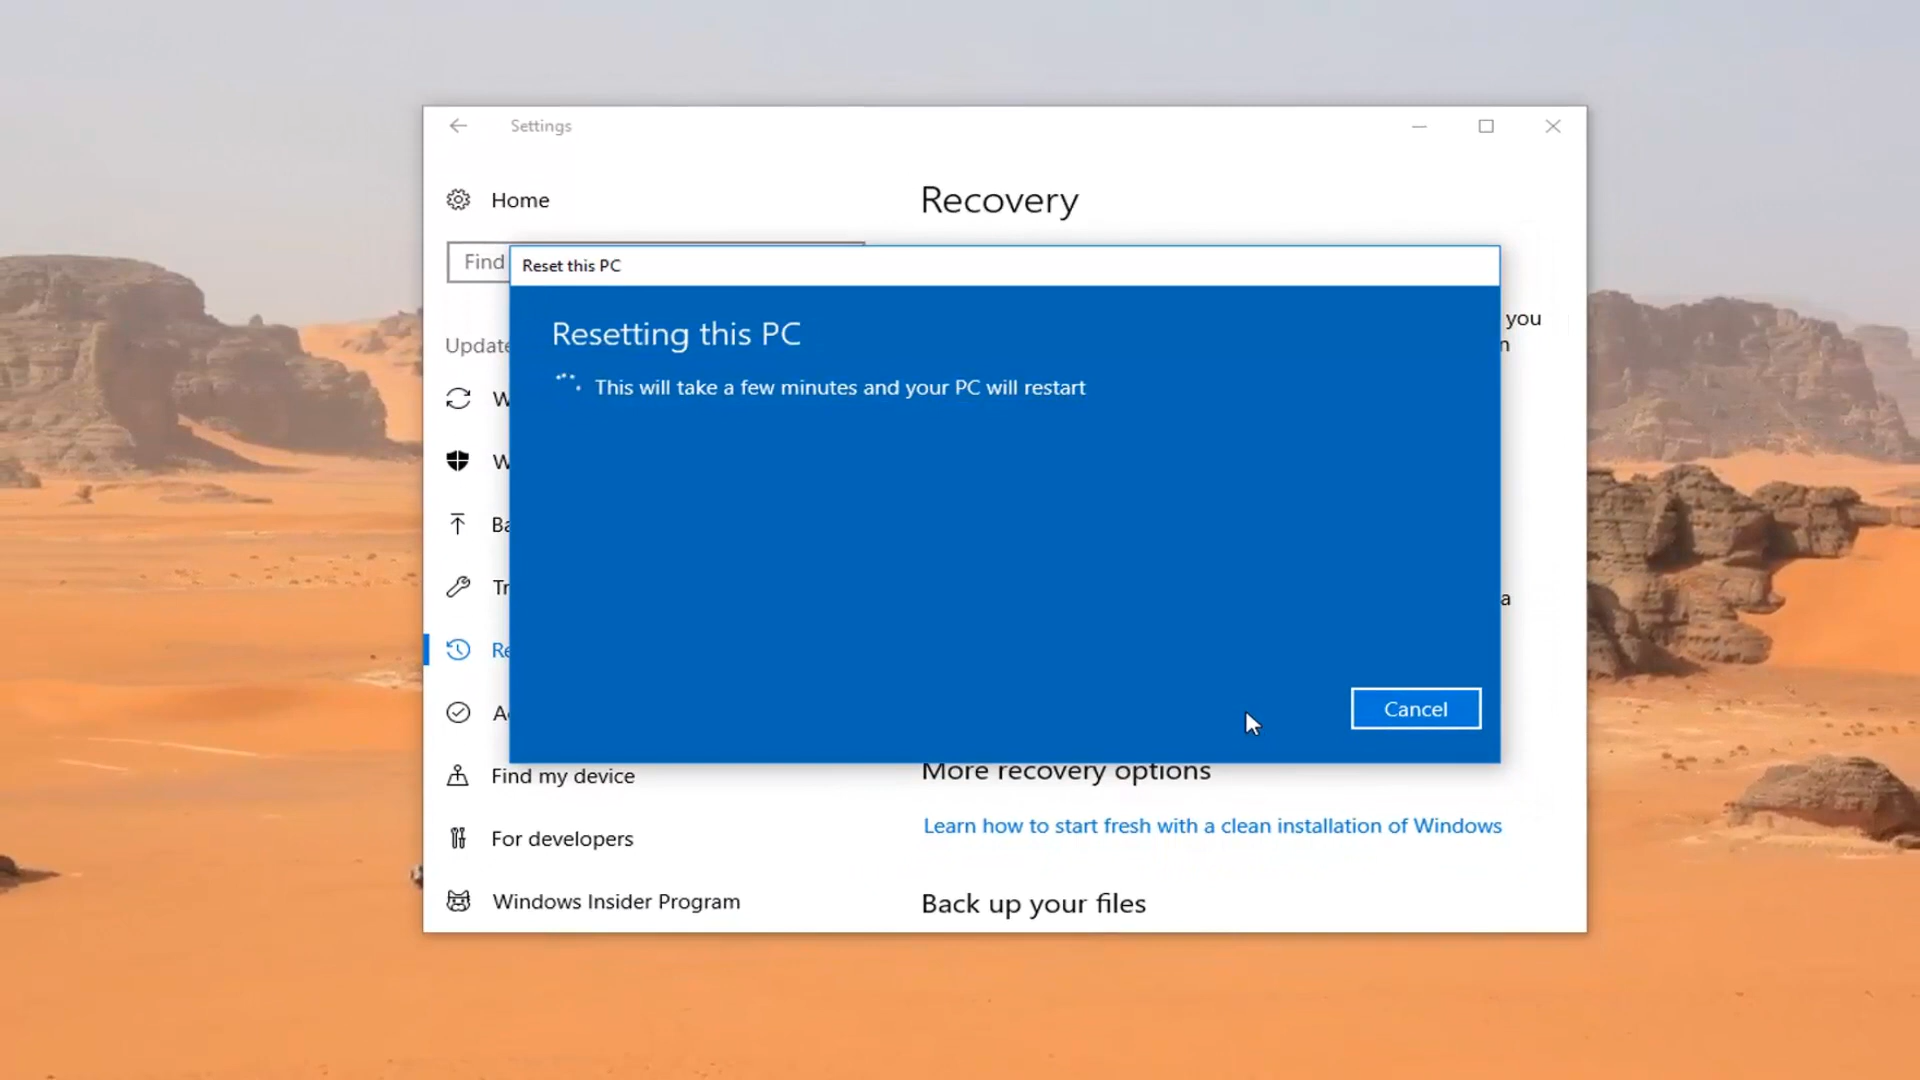 Settings
Home
Recovery
Find
Reset this PC
Resetting this PC
This will take a few minutes and your PC will restart
Cancel
you
Update
Find my device
For developers
Windows Insider Program
More recovery options
Learn how to start fresh with a clean installation of Windows
Back up your files